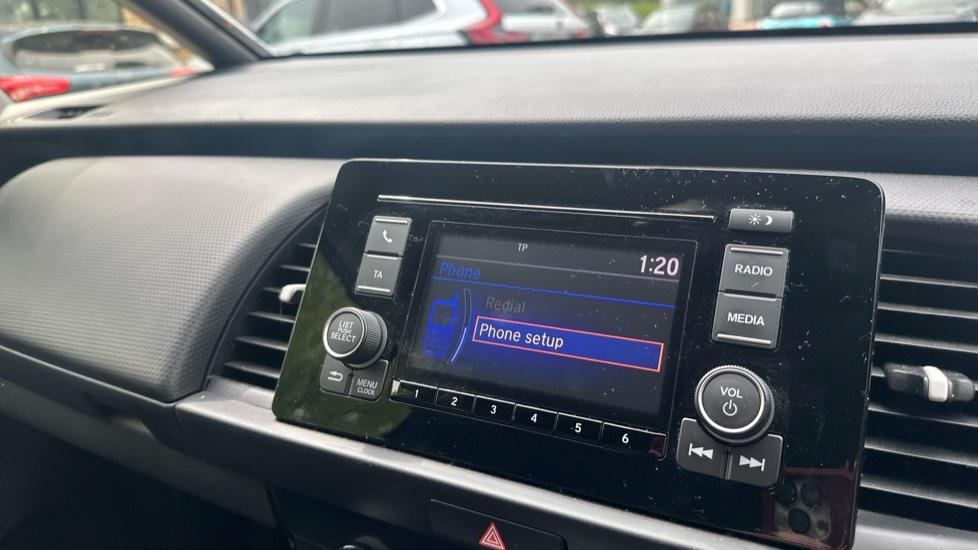 TP
1:20
Phone
Redial
Phone setup
TA
LIST
PUSH
SELECT
MENU
CLOCK
1 2 3 4 5 6
RADIO
MEDIA
VOL